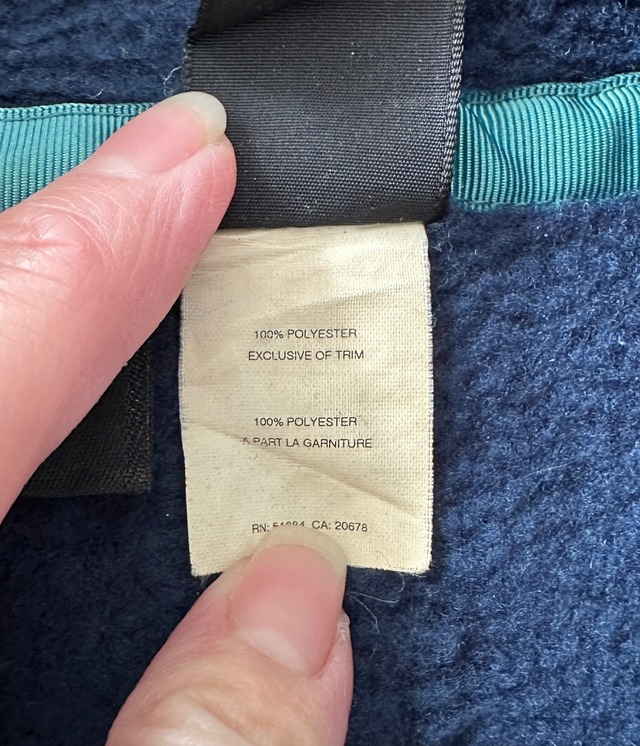 100% POLYESTER
EXCLUSIVE OF TRIM
100% POLYESTER
A PART LA GARNITURE
RN: CA: 20678